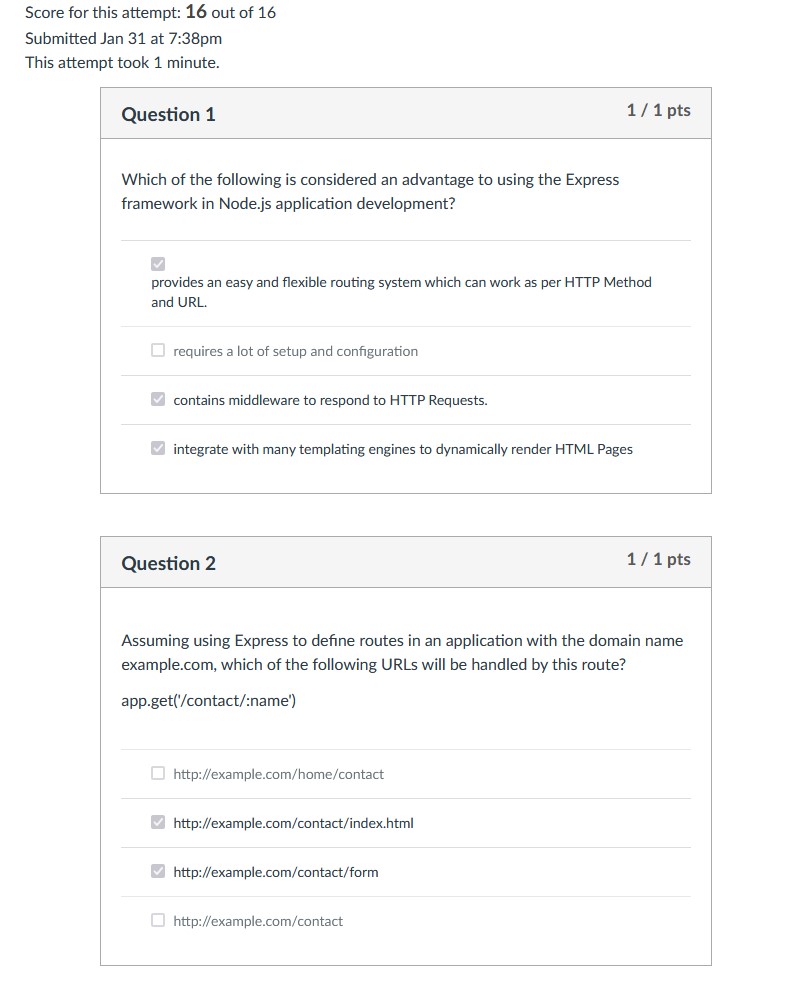 Score for this attempt: 16 out of 16
Submitted Jan 31 at 7:38pm
This attempt took 1 minute.
Question 1
1 / 1 pts
Which of the following is considered an advantage to using the Express
framework in Node.js application development?
provides an easy and flexible routing system which can work as per HTTP Method
and URL.
requires a lot of setup and configuration
contains middleware to respond to HTTP Requests.
integrate with many templating engines to dynamically render HTML Pages
Question 2
1 / 1 pts
Assuming using Express to define routes in an application with the domain name
example.com, which of the following URLs will be handled by this route?
app.get('/contact/:name')
http://example.com/home/contact
http://example.com/contact/index.html
http://example.com/contact/form
http://example.com/contact